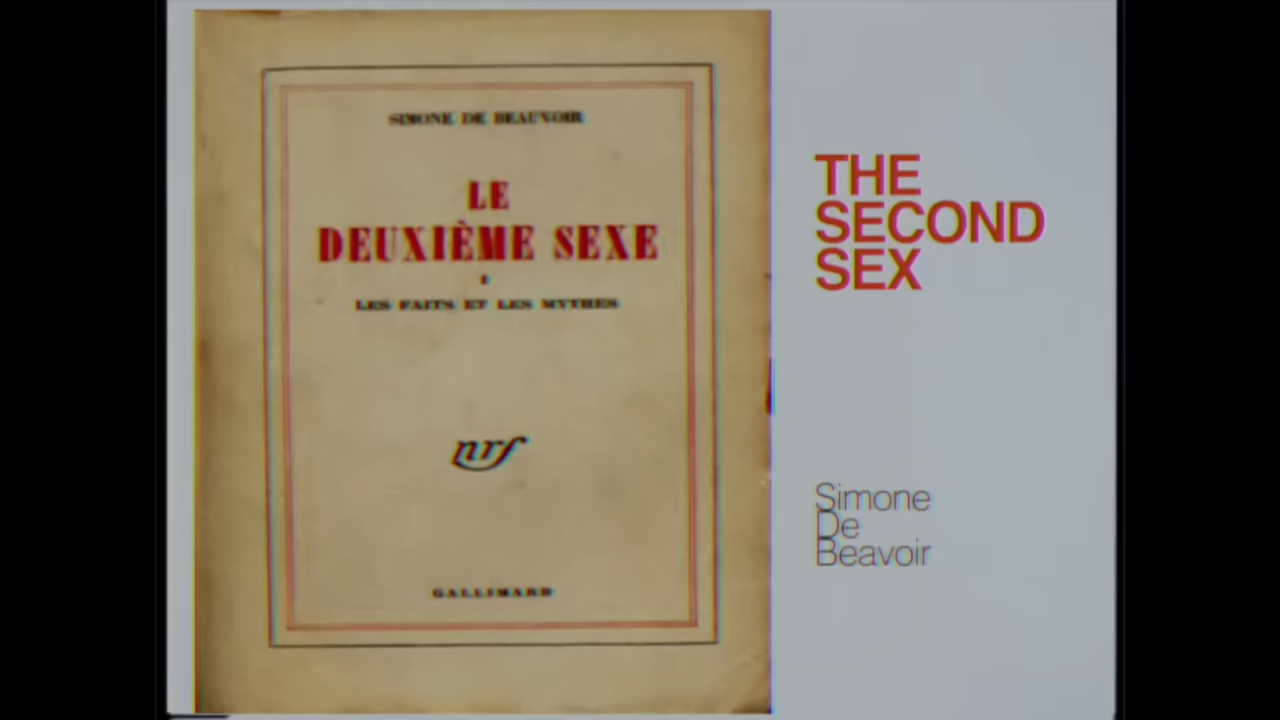 SIMONE DE BEAUVOIR
LE
DEUXIÈME SEXE
I
LES FAITS ET LES MYTHES
nrf
GALLIMARD
THE
SECOND
SEX
Simone
De
Beavoir